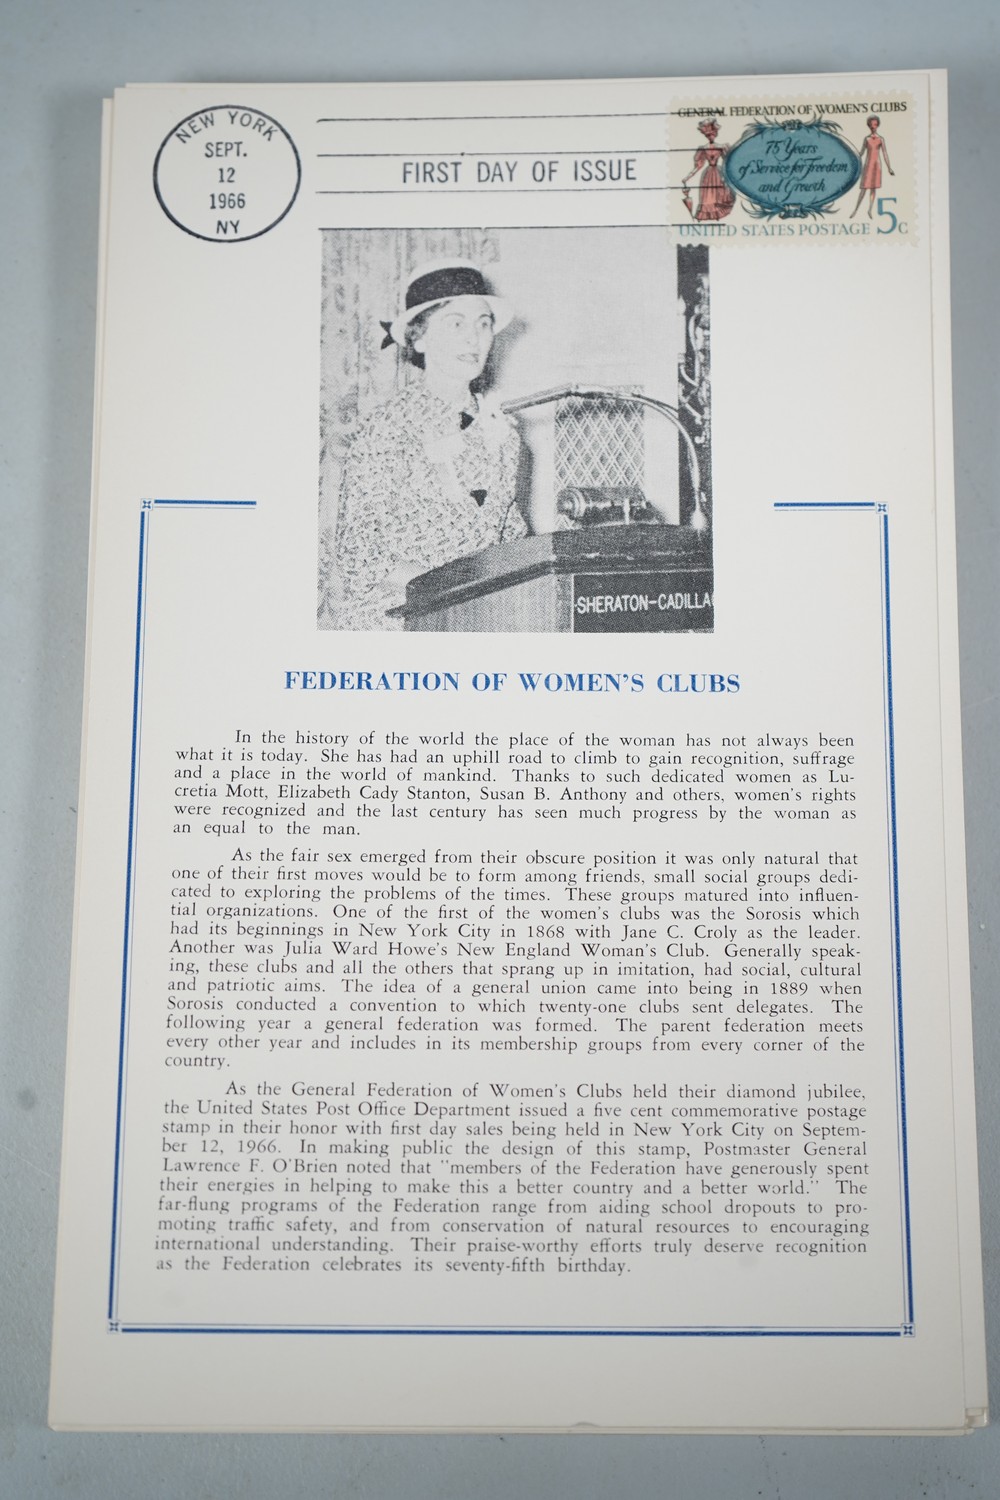 NEW YORK
SEPT.
12
1966
NY
FIRST DAY OF ISSUE
GENERAL FEDERATION OF WOMEN'S CLUBS
75 Years
of Service for Freedom
and Growth
UNITED STATES POSTAGE 5c
SHERATON-CADILLA
FEDERATION OF WOMEN'S CLUBS
In the history of the world the place of the woman has not always been
what it is today. She has had an uphill road to climb to gain recognition, suffrage
and a place in the world of mankind. Thanks to such dedicated women as Lu-
cretia Mott, Elizabeth Cady Stanton, Susan B. Anthony and others, women's rights
were recognized and the last century has seen much progress by the woman as
an equal to the man.
As the fair sex emerged from their obscure position it was only natural that
one of their first moves would be to form among friends, small social groups dedi-
cated to exploring the problems of the times. These groups matured into influen-
tial organizations. One of the first of the women's clubs was the Sorosis which
had its beginnings in New York City in 1868 with Jane C. Croly as the leader.
Another was Julia Ward Howe's New England Woman's Club. Generally speak-
ing, these clubs and all the others that sprang up in imitation, had social, cultural
and patriotic aims. The idea of a general union came into being in 1889 when
Sorosis conducted a convention to which twenty-one clubs sent delegates. The
following year a general federation was formed. The parent federation meets
every other year and includes in its membership groups from every corner of the
country.
As the General Federation of Women's Clubs held their diamond jubilee,
the United States Post Office Department issued a five cent commemorative postage
stamp in their honor with first day sales being held in New York City on Septem-
ber 12, 1966. In making public the design of this stamp, Postmaster General
Lawrence F. O'Brien noted that "members of the Federation have generously spent
their energies in helping to make this a better country and a better world." The
far-flung programs of the Federation range from aiding school dropouts to pro-
moting traffic safety, and from conservation of natural resources to encouraging
international understanding. Their praise-worthy efforts truly deserve recognition
as the Federation celebrates its seventy-fifth birthday.